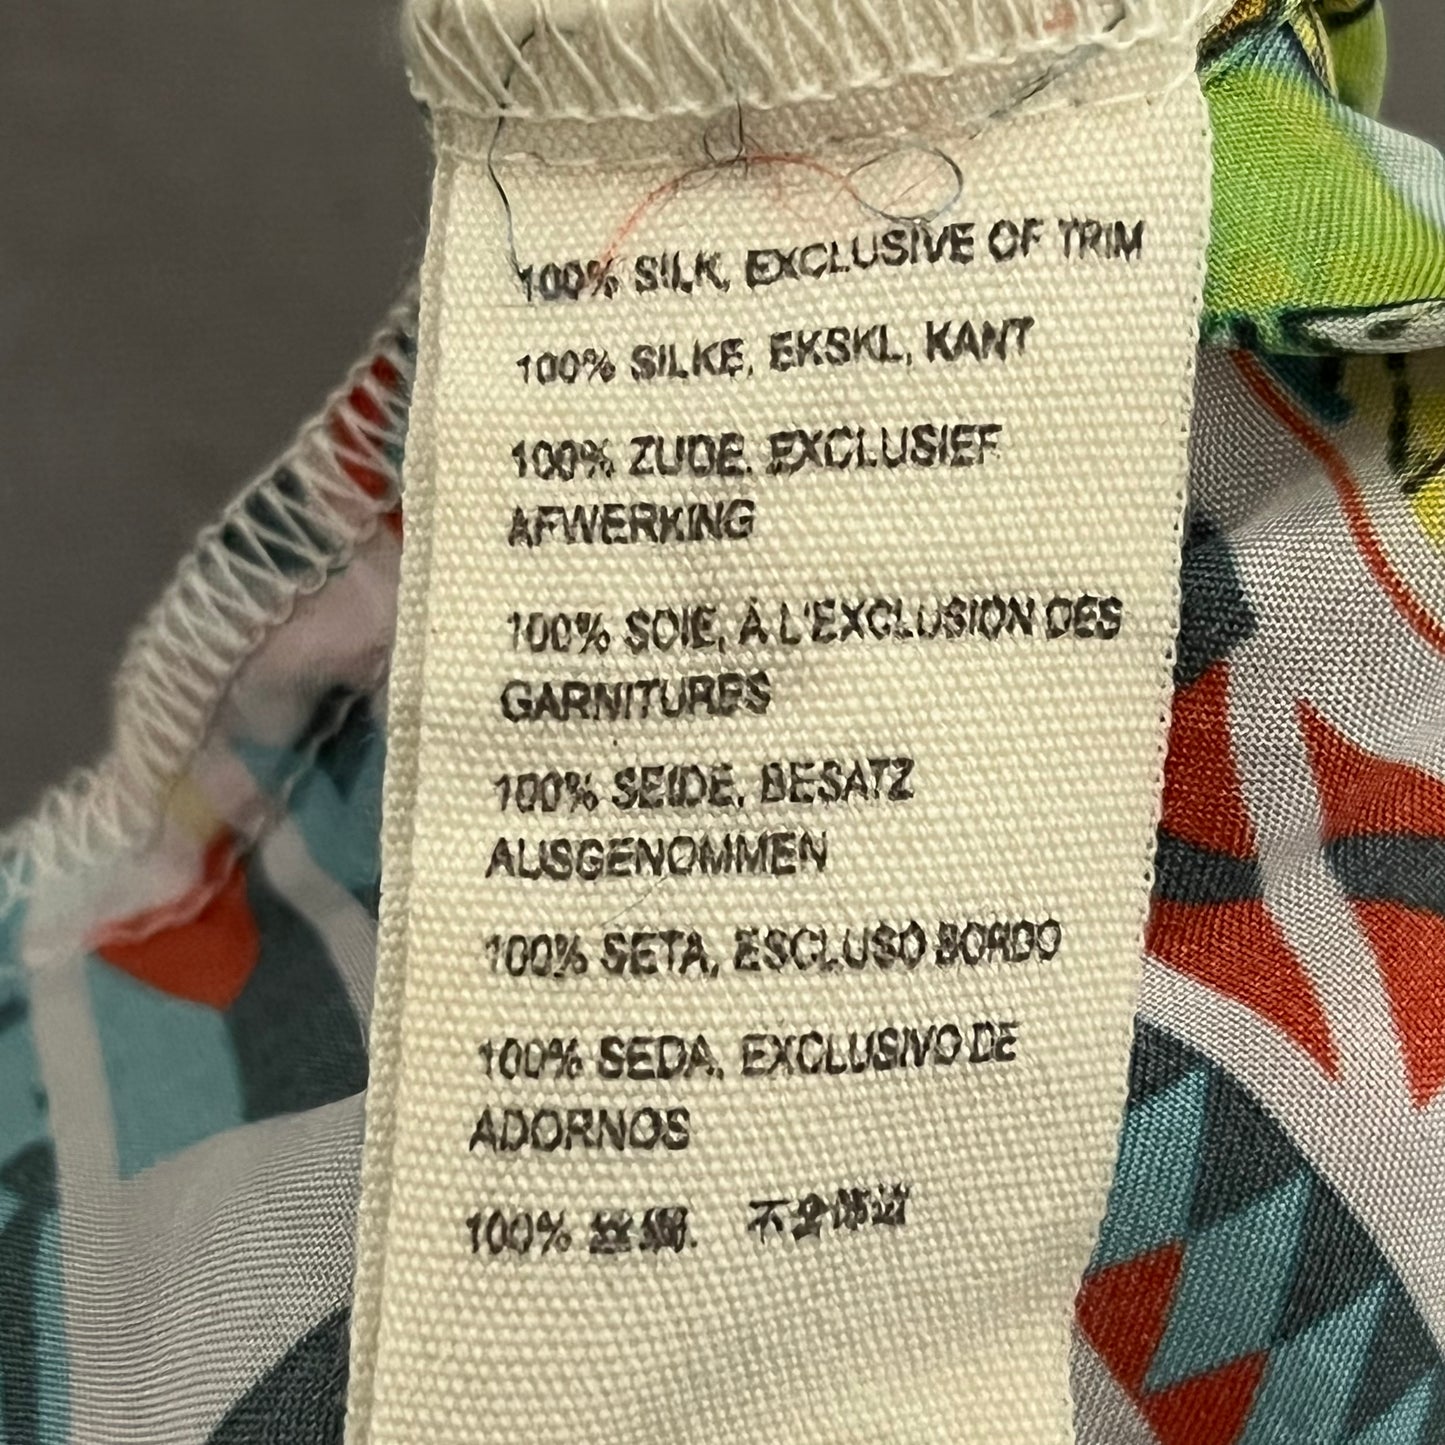 100% SILK, EXCLUSIVE OF TRIM
100% SILKE, EKSKL, KANT
100% ZIJDE. EXCLUSIEF
AFWERKING
100% SOIE, À L'EXCLUSION DES
GARNITURES
100% SEIDE, BESATZ
AUSGENOMMEN
100% SETA, ESCLUSO BORDO
100% SEDA, EXCLUSIVO DE
ADORNOS
100%